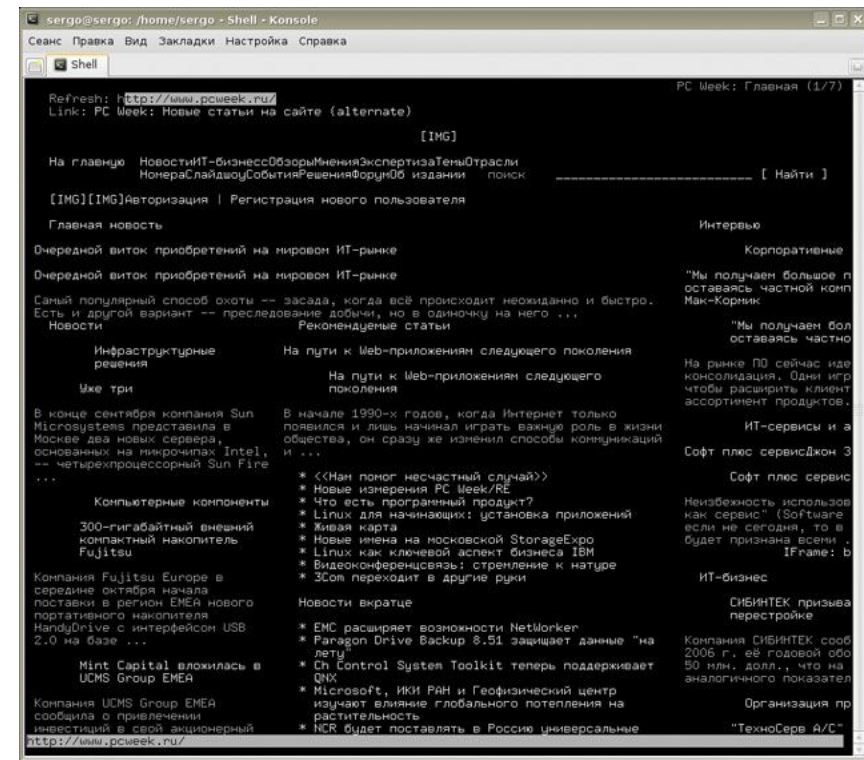 sergo@sergo: /home/sergo - Shell - Konsole
Сеанс Правка Вид Закладки Настройка Справка
Shell
PC Week: Главная (1/7)
Refresh: http://www.pcweek.ru/
Link: PC Week: Новые статьи на сайте (alternate)
[IMG]
На главную НовостиИТ-бизнессОбзорыМненияЭкспертизаТемыОтрасли
НомераСлайдшоуСобытияРешенияФорумОб издании поиск ____________________________ [ Найти ]
[IMG][IMG]Авторизация | Регистрация нового пользователя
Главная новость
Очередной виток приобретений на мировом ИТ-рынке
Очередной виток приобретений на мировом ИТ-рынке
Самый популярный способ охоты -- засада, когда всё происходит неожиданно и быстро.
Есть и другой вариант -- преследование добычи, но в одиночку на него ...
Новости
Инфраструктурные
решения
Уже три
В конце сентября компания Sun
Microsystems представила в
Москве два новых сервера,
основанных на микрочипах Intel,
-- четырехпроцессорный Sun Fire
...
Компьютерные компоненты
300-гигабайтный внешний
компактный накопитель
Fujitsu
Компания Fujitsu Europe в
середине октября начала
поставки в регион EMEA нового
портативного накопителя
HandyDrive с интерфейсом USB
2.0 на базе ...
Mint Capital вложилась в
UCMS Group EMEA
Компания UCMS Group EMEA
сообщила о привлечении
инвестиций в свой акционерный
Рекомендуемые статьи
На пути к Web-приложениям следующего поколения
На пути к Web-приложениям следующего
поколения
В начале 1990-х годов, когда Интернет только
появился и лишь начинал играть важную роль в жизни
общества, он сразу же изменил способы коммуникаций
и ...
* <<Нам помог несчастный случай>>
* Новые измерения PC Week/RE
* Что есть программный продукт?
* Linux для начинающих: установка приложений
* Живая карта
* Новые имена на московской StorageExpo
* Linux как ключевой аспект бизнеса IBM
* Видеоконференцсвязь: стремление к натуре
* 3Com переходит в другие руки
Новости вкратце
* EMC расширяет возможности NetWorker
* Paragon Drive Backup 8.51 защищает данные "на
лету"
* Ch Control System Toolkit теперь поддерживает
QNX
* Microsoft, ИКИ РАН и Геофизический центр
изучают влияние глобального потепления на
растительность
* NCR будет поставлять в Россию универсальные
Интервью
Корпоративные
"Мы получаем большое п
оставаясь частной комп
Мак-Кормик
"Мы получаем бол
оставаясь частно
На рынке ПО сейчас иде
консолидация. Одни игр
чтобы расширить клиент
ассортимент продуктов.
ИТ-сервисы и а
Софт плюс сервисДжон З
Софт плюс сервис
Неизбежность использов
как сервис" (Software
если не сегодня, то в
будет признана всеми .
IFrame: b
ИТ-бизнес
СИБИНТЕК призыва
перестройке
Компания СИБИНТЕК сооб
2006 г. её годовой обо
50 млн. долл., что на
аналогичного показател
Организация пр
"ТехноСерв А/С"
http://www.pcweek.ru/